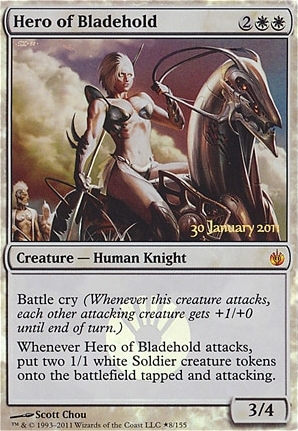 Hero of Bladehold 2
30 January 2011
Creature — Human Knight
Battle cry (Whenever this creature attacks,
each other attacking creature gets +1/+0
until end of turn.)
Whenever Hero of Bladehold attacks,
put two 1/1 white Soldier creature tokens
onto the battlefield tapped and attacking.
Scott Chou
™ & © 1993–2011 Wizards of the Coast LLC ★8/155
3/4